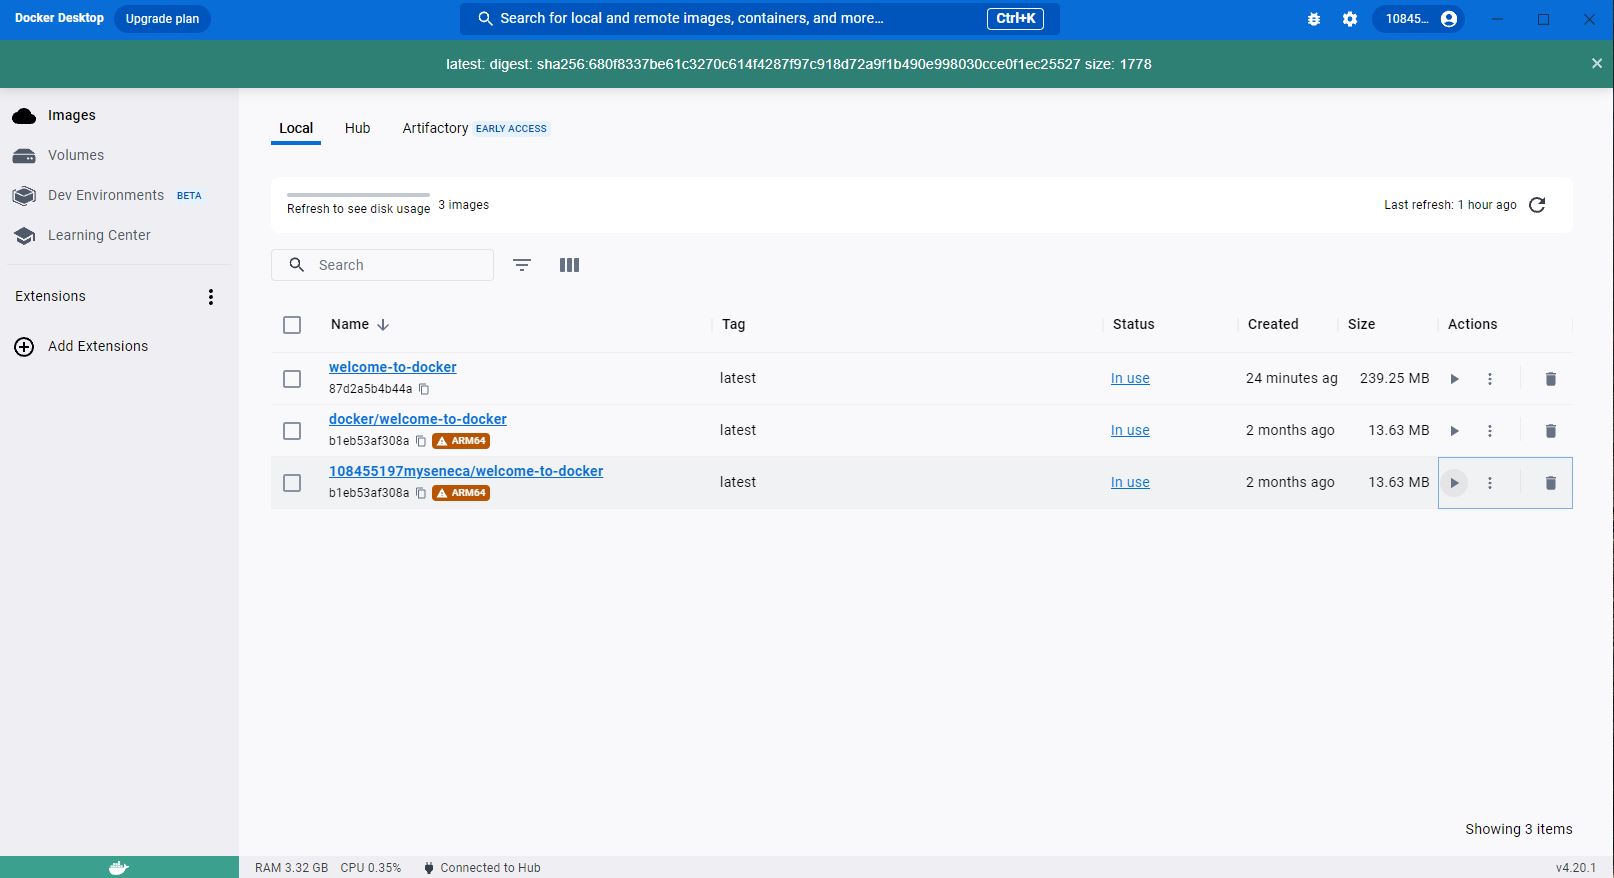 Docker Desktop Upgrade plan Search for local and remote images, containers, and more... Ctrl+K 10845...
latest: digest: sha256:680f8337be61c3270c614f4287f97c918d72a9f1b490e998030cce0f1ec25527 size: 1778
Images
Volumes
Dev Environments BETA
Learning Center
Extensions
Add Extensions
Local Hub Artifactory EARLY ACCESS
Refresh to see disk usage 3 images Last refresh: 1 hour ago
Search
Name Tag Status Created Size Actions
welcome-to-docker latest In use 24 minutes ag 239.25 MB
87d2a5b4b44a
docker/welcome-to-docker latest In use 2 months ago 13.63 MB
b1eb53af308a ARM64
108455197myseneca/welcome-to-docker latest In use 2 months ago 13.63 MB
b1eb53af308a ARM64
Showing 3 items
RAM 3.32 GB CPU 0.35% Connected to Hub v4.20.1